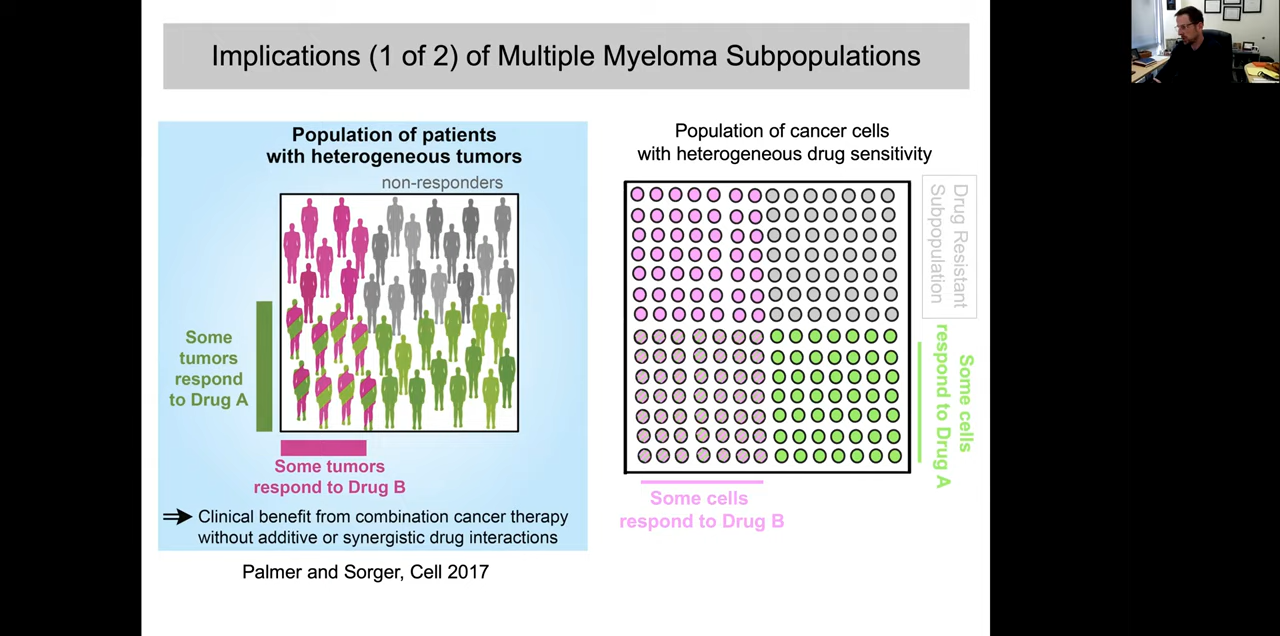 Implications (1 of 2) of Multiple Myeloma Subpopulations
Population of patients
with heterogeneous tumors
non-responders
Some
tumors
respond
to Drug A
Some tumors
respond to Drug B
Clinical benefit from combination cancer therapy
without additive or synergistic drug interactions
Palmer and Sorger, Cell 2017
Population of cancer cells
with heterogeneous drug sensitivity
Drug Resistant
Subpopulation
Some cells
respond to Drug A
Some cells
respond to Drug B